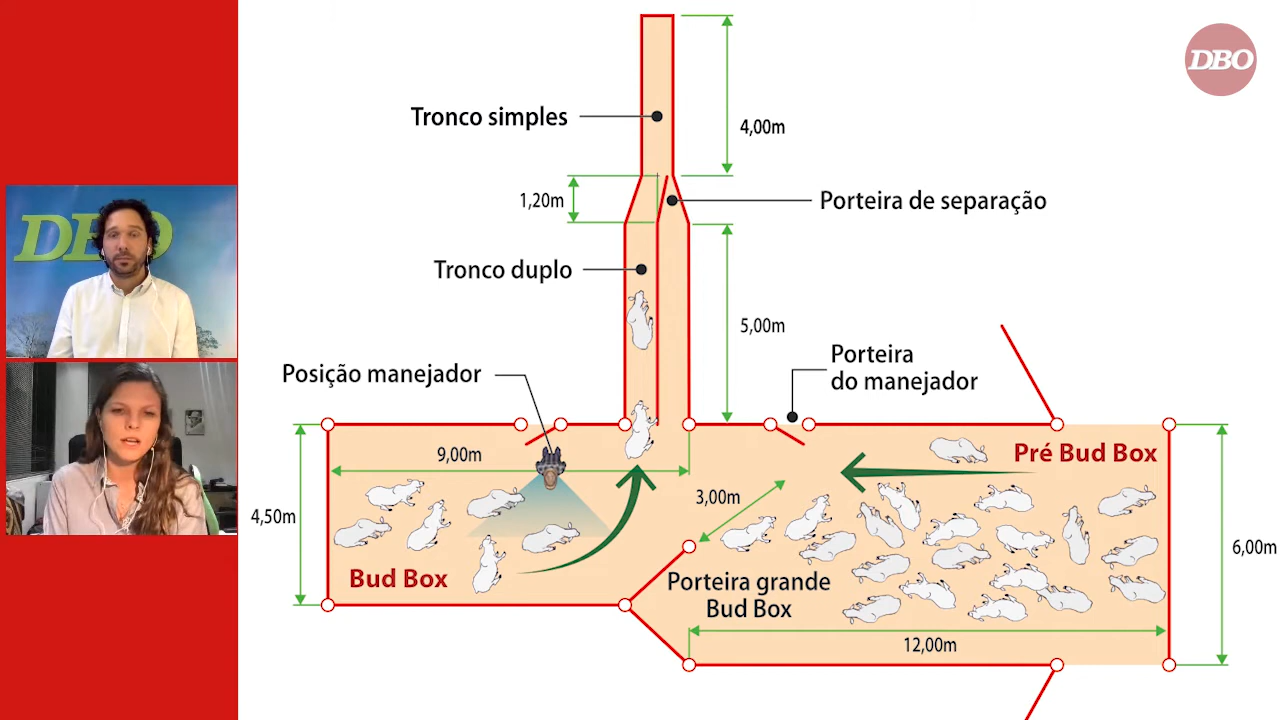 DBO
Tronco simples
4,00m
1,20m
Porteira de separação
DBO
Tronco duplo
5,00m
Porteira
do manejador
Posição manejador
9,00m
Pré Bud Box
3,00m
4,50m
6,00m
Bud Box
Porteira grande
Bud Box
12,00m